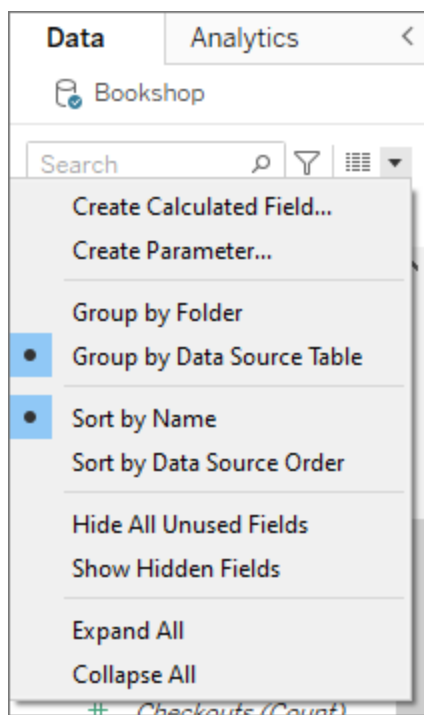 Data Analytics
Bookshop
Search
Create Calculated Field...
Create Parameter...
Group by Folder
Group by Data Source Table
Sort by Name
Sort by Data Source Order
Hide All Unused Fields
Show Hidden Fields
Expand All
Collapse All
Checkouts (Count)